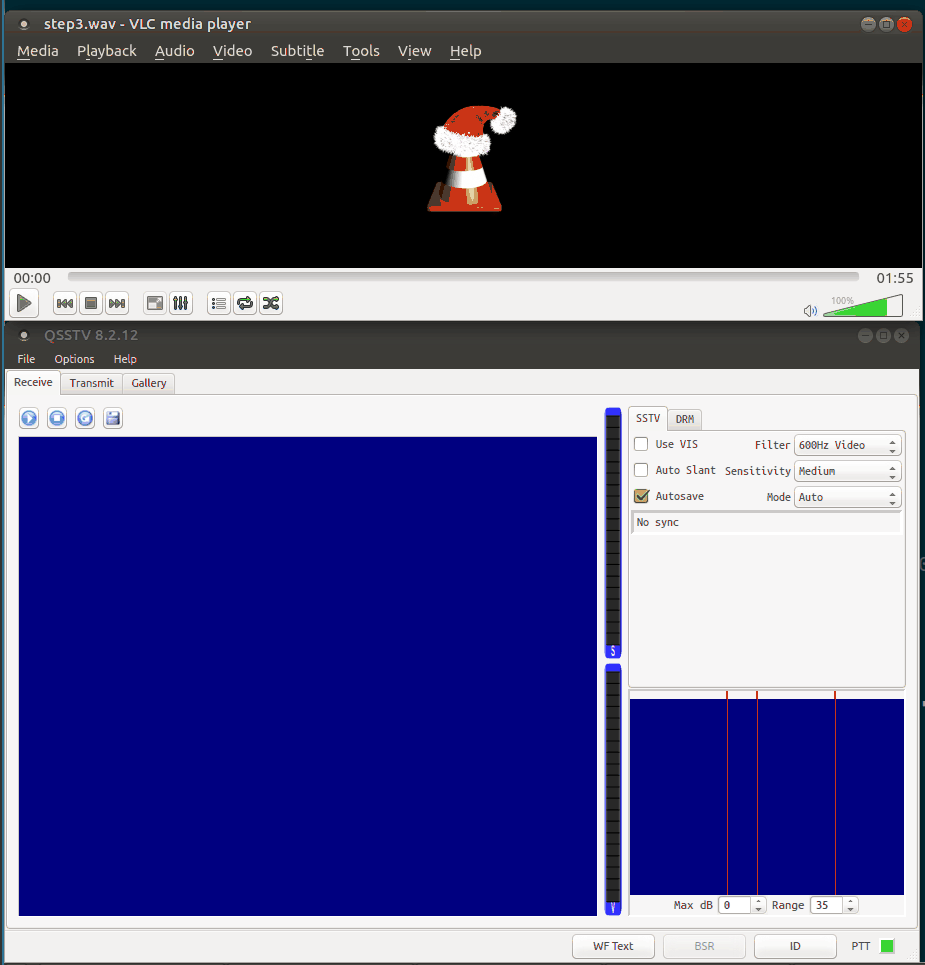 step3.wav - VLC media player
Media Playback Audio Video Subtitle Tools View Help
00:00 01:55
100%
QSSTV 8.2.12
File Options Help
Receive Transmit Gallery
SSTV DRM
Use VIS Filter 600Hz Video
Auto Slant Sensitivity Medium
Autosave Mode Auto
No sync
S
V
Max dB 0 Range 35
WF Text BSR ID PTT